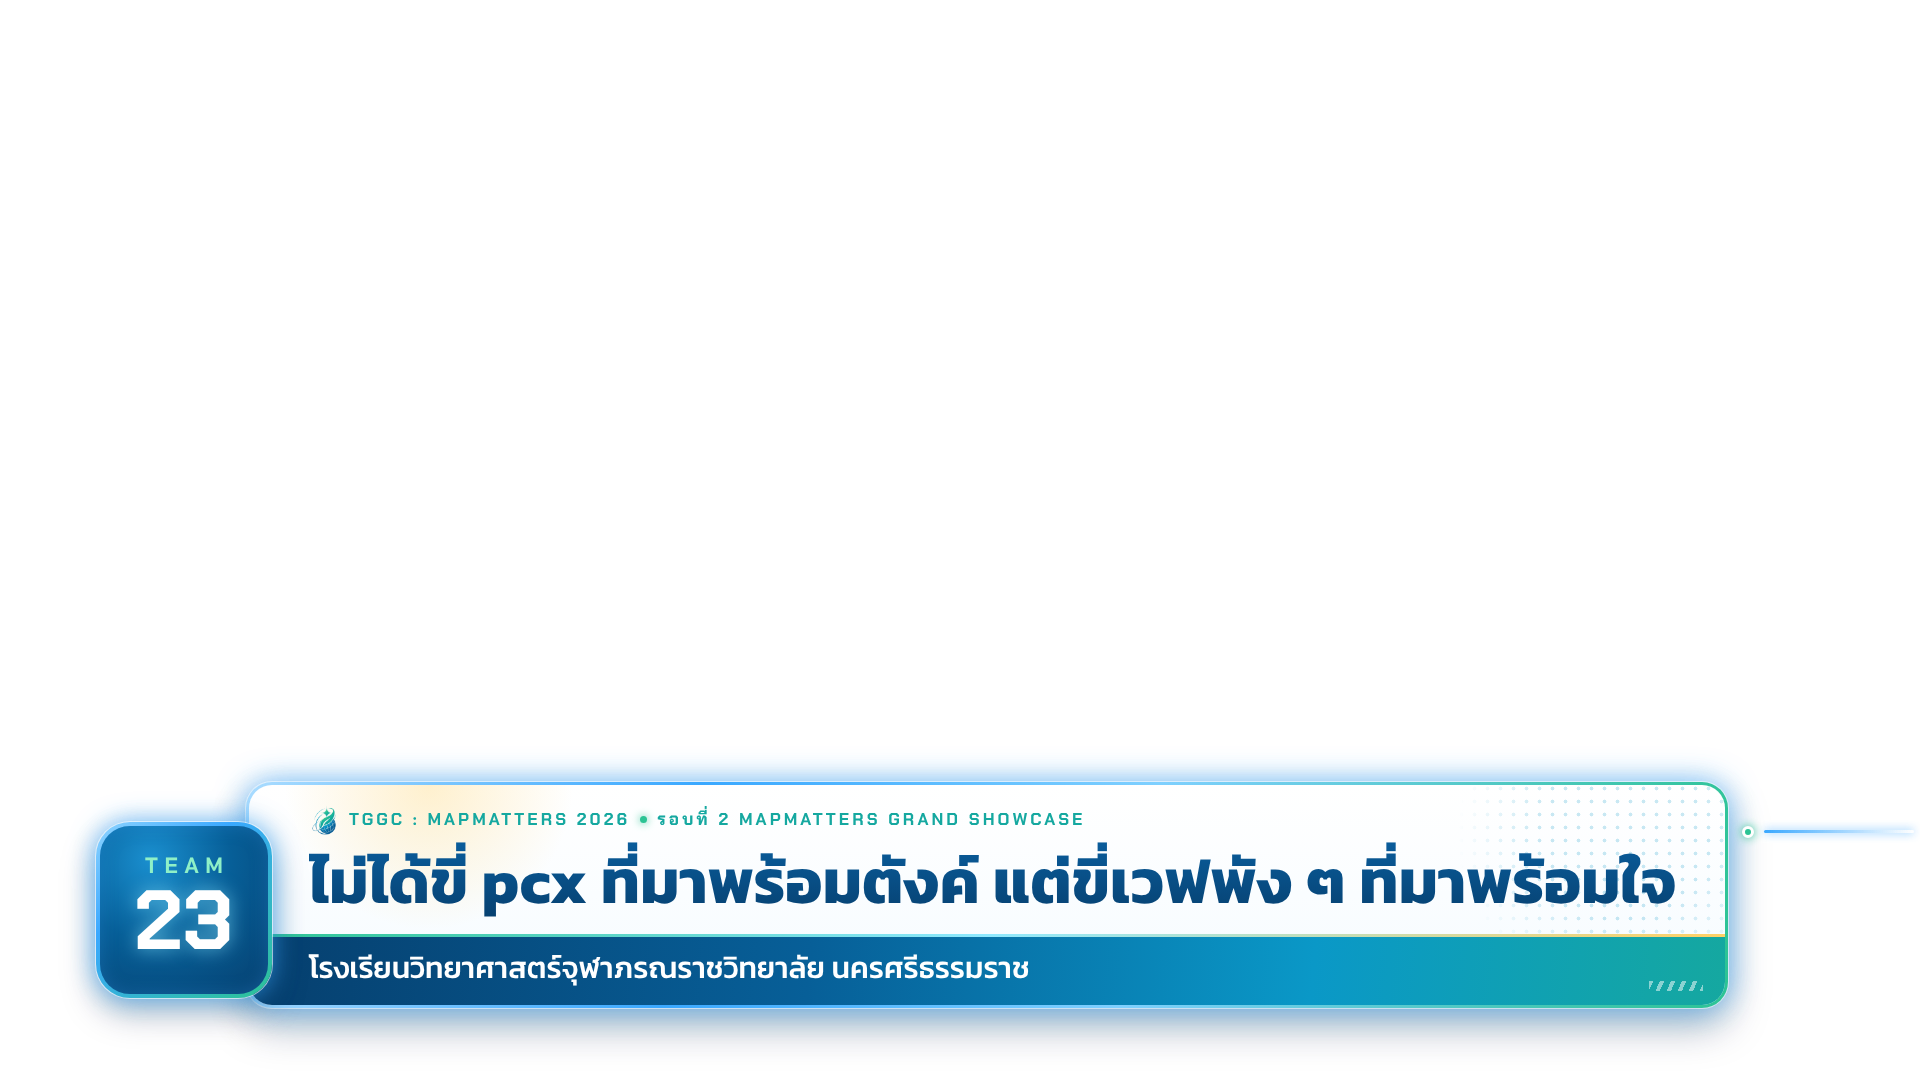 TGGC : MAPMATTERS 2026 • รอบที่ 2 MAPMATTERS GRAND SHOWCASE
TEAM
23
ไม่ได้ขี่ pcx ที่มาพร้อมตังค์ แต่ขี่เวฟพัง ๆ ที่มาพร้อมใจ
โรงเรียนวิทยาศาสตร์จุฬาภรณราชวิทยาลัย นครศรีธรรมราช